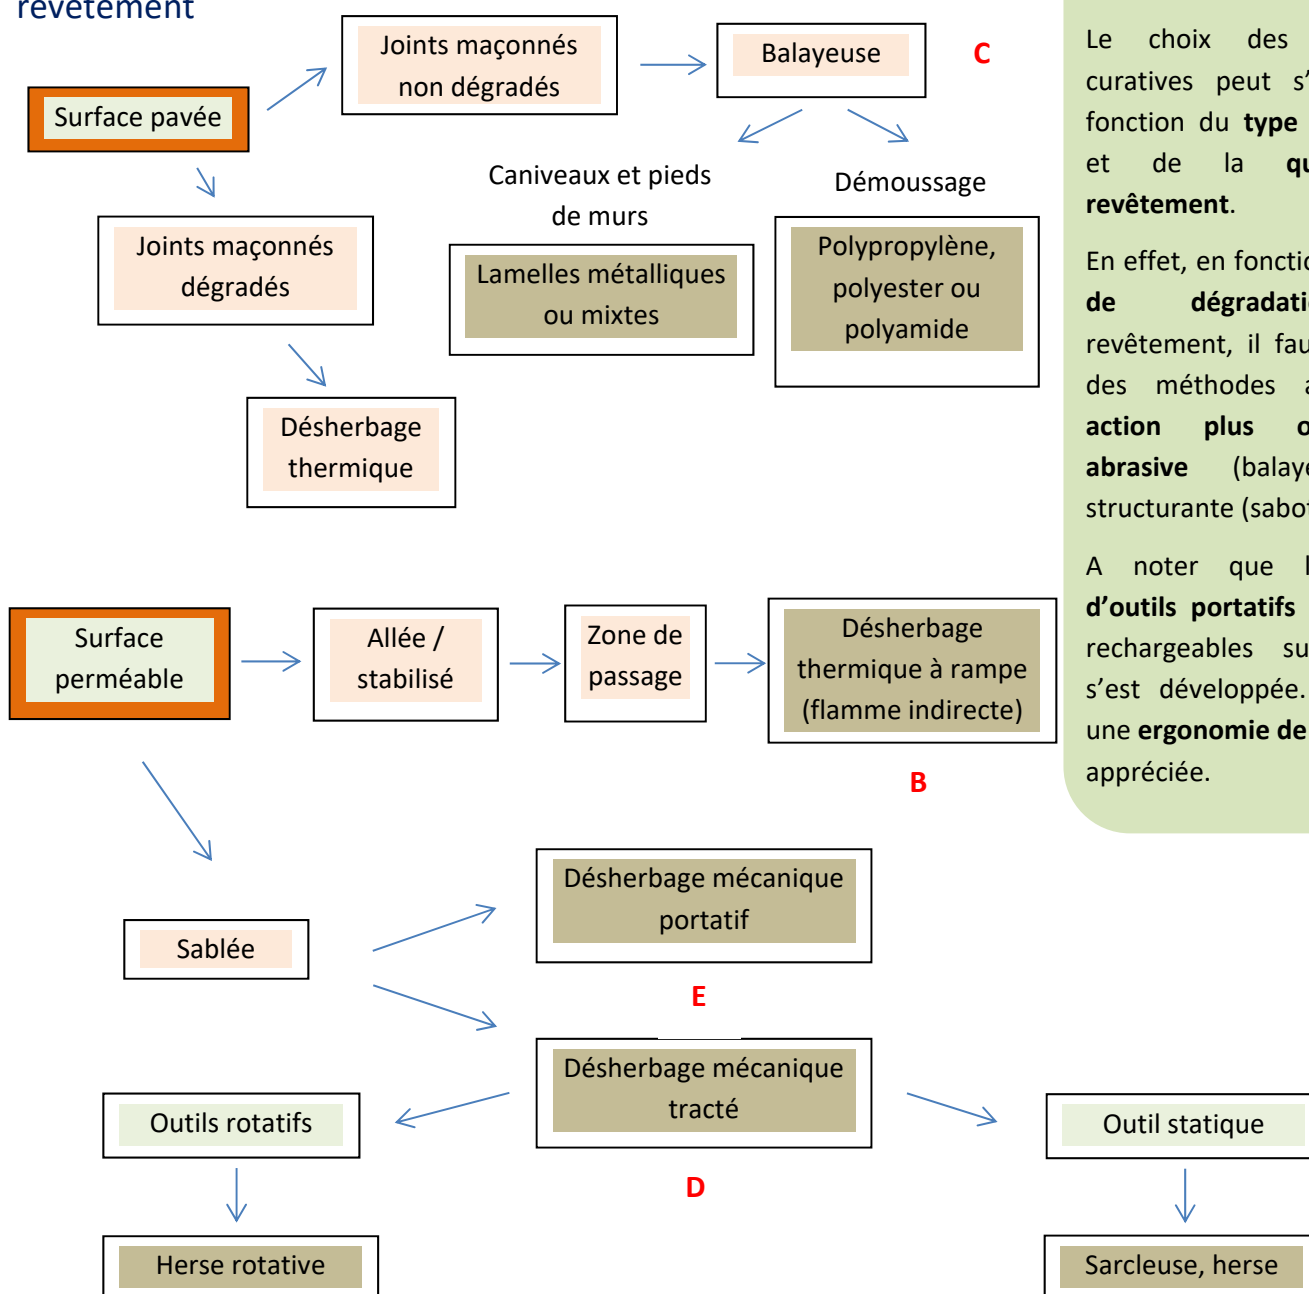 revêtement
Surface pavée
Joints maçonnés
non dégradés
Balayeuse
C
Caniveaux et pieds
de murs
Démoussage
Joints maçonnés
dégradés
Lamelles métalliques
ou mixtes
Polypropylène,
polyester ou
polyamide
Désherbage
thermique
Surface
perméable
Allée /
stabilisé
Zone de
passage
Désherbage
thermique à rampe
(flamme indirecte)
B
Sablée
Désherbage mécanique
portatif
E
Désherbage mécanique
tracté
D
Outils rotatifs
Outil statique
Herse rotative
Sarcleuse, herse
Le choix des
curatives peut s'
fonction du type
et de la qu
revêtement.
En effet, en fonctio
de dégradati
revêtement, il fau
des méthodes a
action plus o
abrasive (balaye
structurante (sabot
A noter que l
d'outils portatifs
rechargeables su
s'est développée.
une ergonomie de
appréciée.